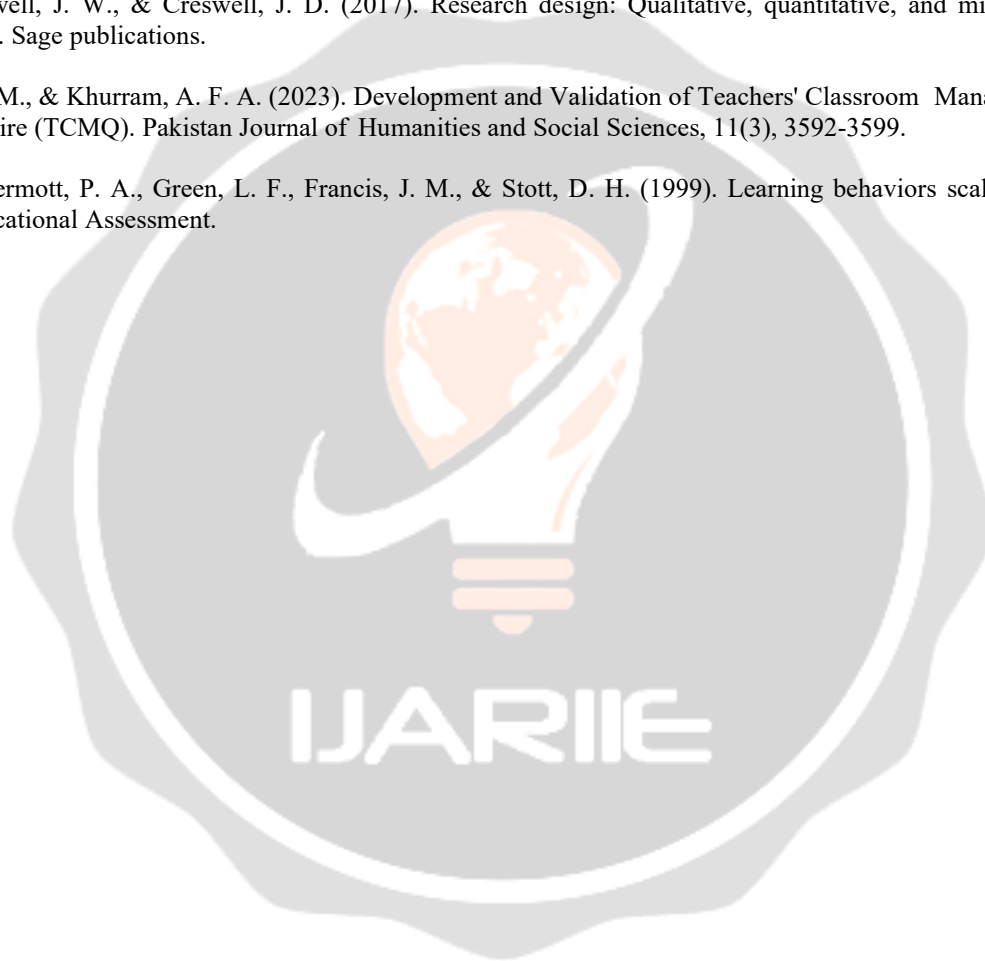 well, J. W., & Creswell, J. D. (2017). Research design: Qualitative, quantitative, and mi
. Sage publications.
M., & Khurram, A. F. A. (2023). Development and Validation of Teachers' Classroom Mana
ire (TCMQ). Pakistan Journal of Humanities and Social Sciences, 11(3), 3592-3599.
ermott, P. A., Green, L. F., Francis, J. M., & Stott, D. H. (1999). Learning behaviors scal
cational Assessment.
IJARIIE